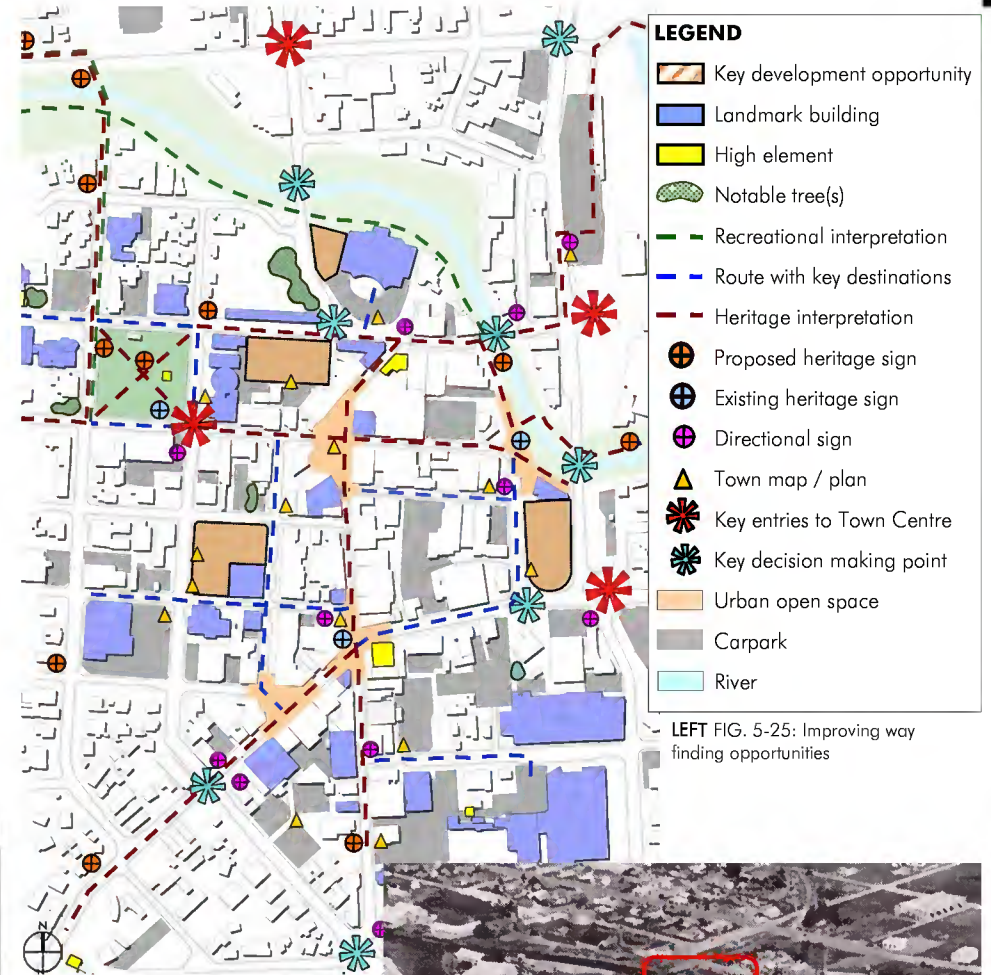 LEGEND
Key development opportunity
Landmark building
High element
Notable tree(s)
Recreational interpretation
Route with key destinations
Heritage interpretation
Proposed heritage sign
Existing heritage sign
Directional sign
Town map / plan
Key entries to Town Centre
Key decision making point
Urban open space
Carpark
River
LEFT FIG. 5-25: Improving way
finding opportunities
N